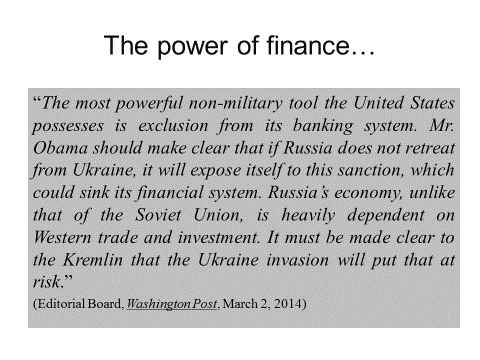 The power of finance…
“The most powerful non-military tool the United States
possesses is exclusion from its banking system. Mr.
Obama should make clear that if Russia does not retreat
from Ukraine, it will expose itself to this sanction, which
could sink its financial system. Russia’s economy, unlike
that of the Soviet Union, is heavily dependent on
Western trade and investment. It must be made clear to
the Kremlin that the Ukraine invasion will put that at
risk.”
(Editorial Board, Washington Post, March 2, 2014)